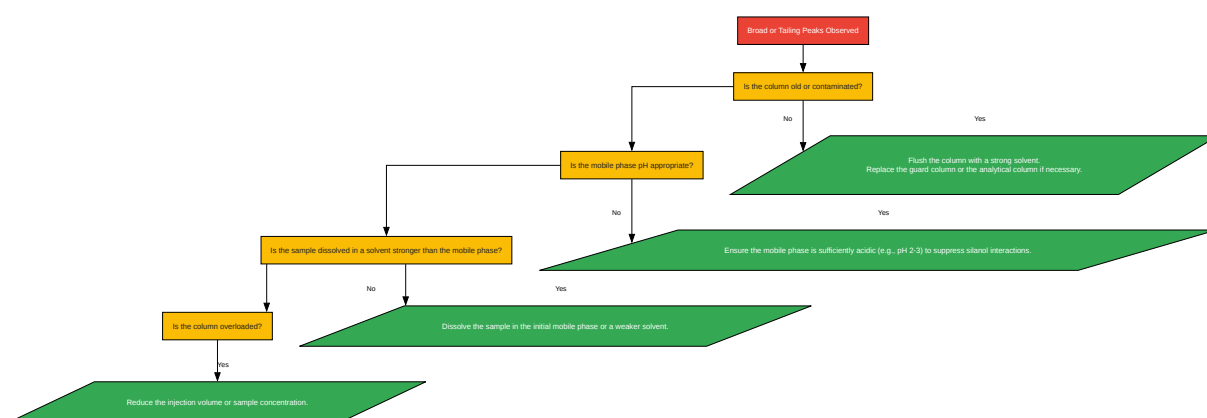 Broad or Tailing Peaks Observed
Is the column old or contaminated?
No
Yes
Flush the column with a strong solvent.
Replace the guard column or the analytical column if necessary.
Is the mobile phase pH appropriate?
No
Yes
Ensure the mobile phase is sufficiently acidic (e.g., pH 2-3) to suppress silanol interactions.
Is the sample dissolved in a solvent stronger than the mobile phase?
No
Yes
Dissolve the sample in the initial mobile phase or a weaker solvent.
Is the column overloaded?
Yes
Reduce the injection volume or sample concentration.